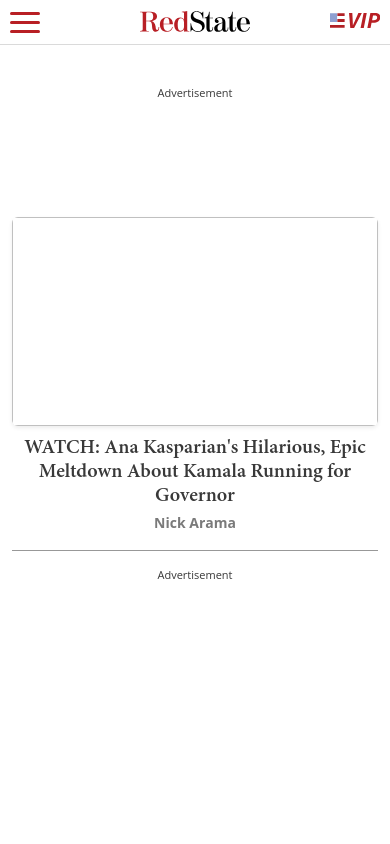 RedState
VIP
Advertisement
WATCH: Ana Kasparian's Hilarious, Epic
Meltdown About Kamala Running for
Governor
Nick Arama
Advertisement